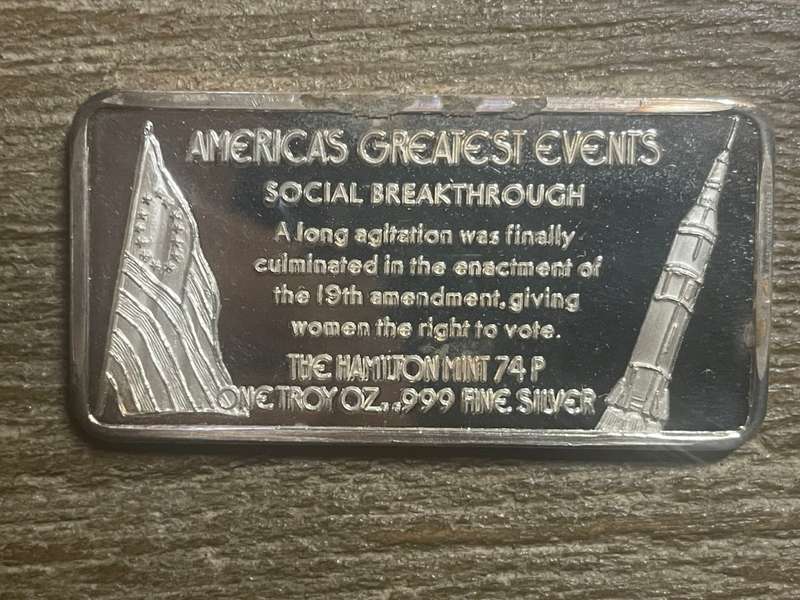 AMERICA'S GREATEST EVENTS
SOCIAL BREAKTHROUGH
A long agitation was finally
culminated in the enactment of
the 19th amendment, giving
women the right to vote.
THE HAMILTON MINT 74 P
ONE TROY OZ. .999 FINE SILVER